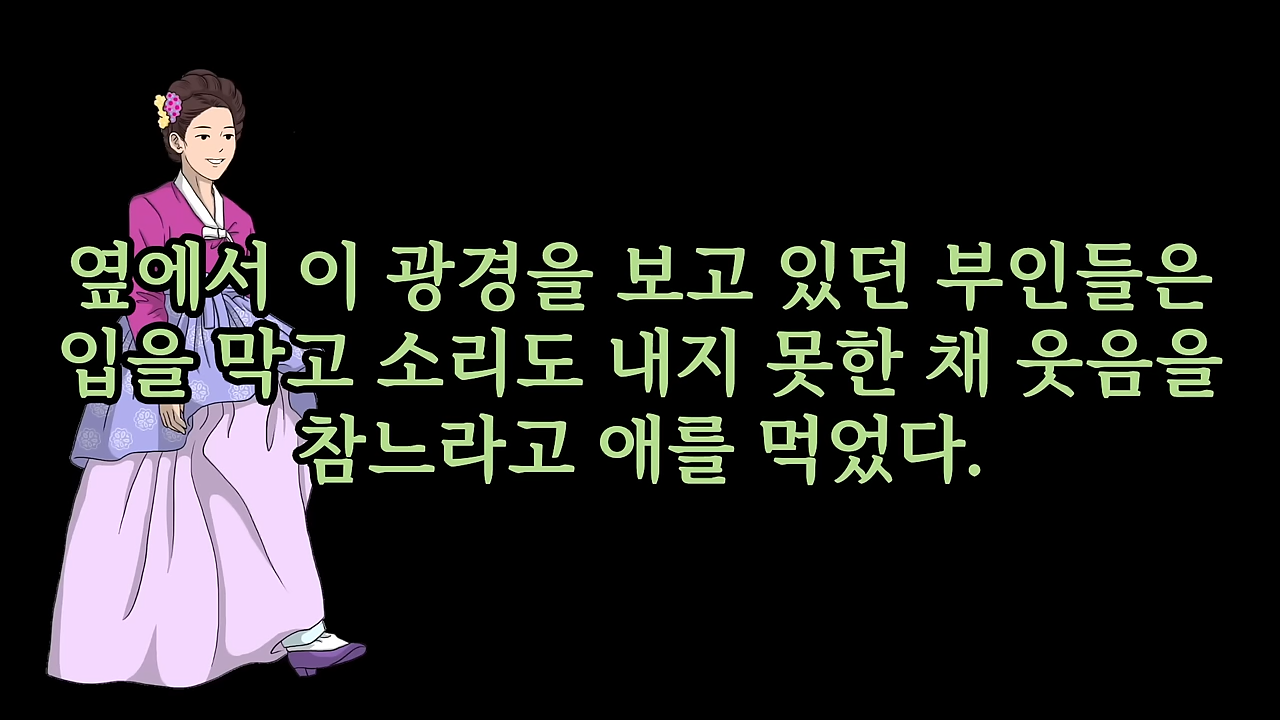 옆에서 이 광경을 보고 있던 부인들은
입을 막고 소리도 내지 못한 채 웃음을
참느라고 애를 먹었다.